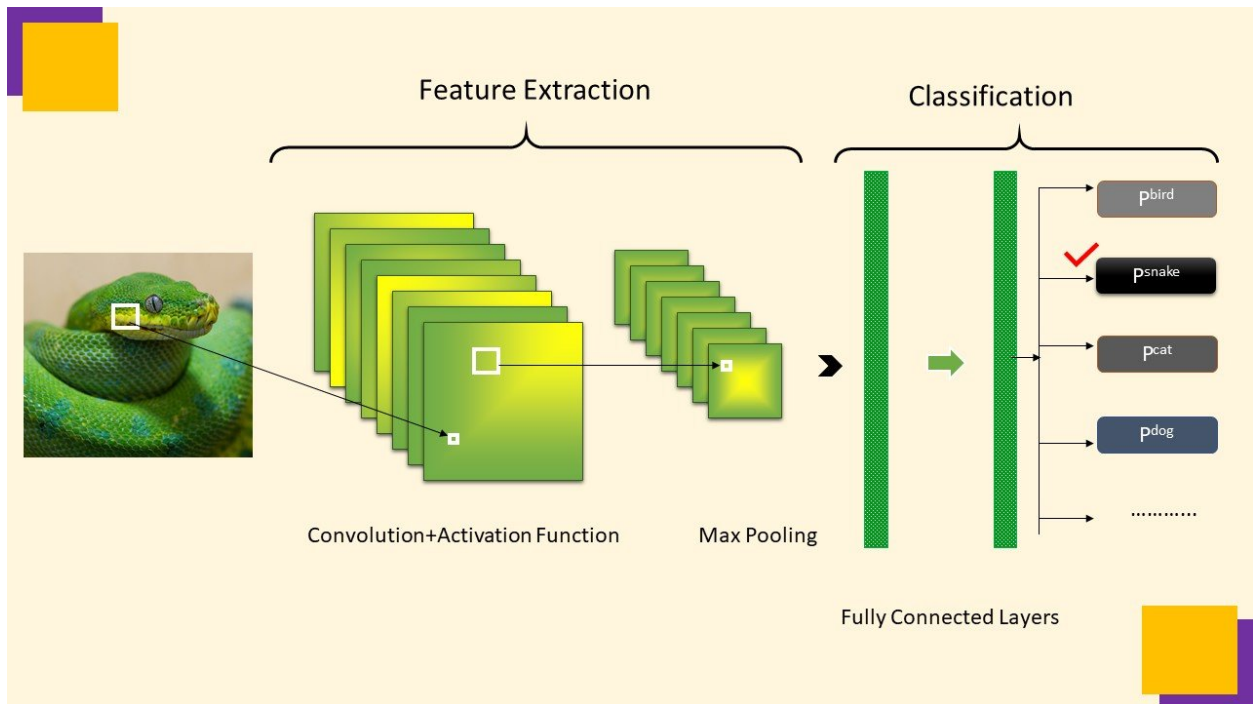 Feature Extraction
Classification
Pbird
Psnake
Pcat
Pdog
…………
Convolution+Activation Function
Max Pooling
Fully Connected Layers